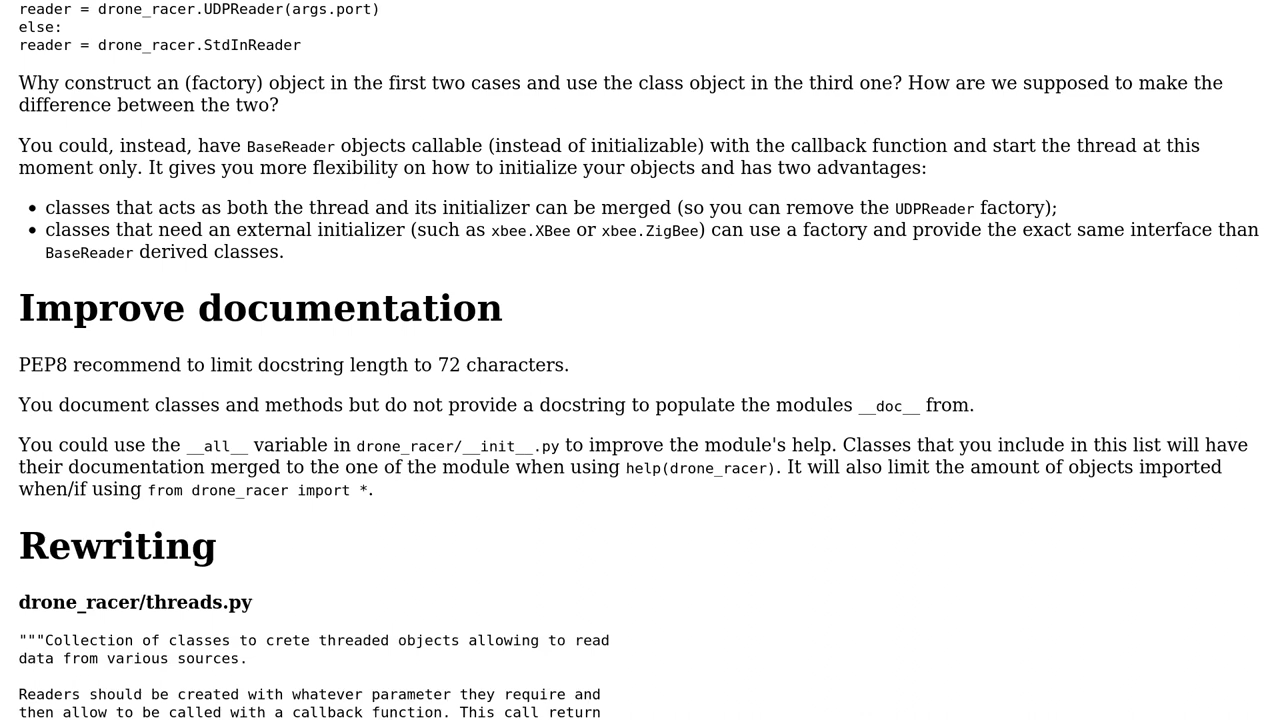 reader = drone_racer.UDPReader(args.port)
else:
reader = drone_racer.StdInReader
Why construct an (factory) object in the first two cases and use the class object in the third one? How are we supposed to make the
difference between the two?
You could, instead, have BaseReader objects callable (instead of initializable) with the callback function and start the thread at this
moment only. It gives you more flexibility on how to initialize your objects and has two advantages:
• classes that acts as both the thread and its initializer can be merged (so you can remove the UDPReader factory);
• classes that need an external initializer (such as xbee.XBee or xbee.ZigBee) can use a factory and provide the exact same interface than
BaseReader derived classes.
Improve documentation
PEP8 recommend to limit docstring length to 72 characters.
You document classes and methods but do not provide a docstring to populate the modules __doc__ from.
You could use the __all__ variable in drone_racer/__init__.py to improve the module's help. Classes that you include in this list will have
their documentation merged to the one of the module when using help(drone_racer). It will also limit the amount of objects imported
when/if using from drone_racer import *.
Rewriting
drone_racer/threads.py
"""Collection of classes to crete threaded objects allowing to read
data from various sources.
Readers should be created with whatever parameter they require and
then allow to be called with a callback function. This call return